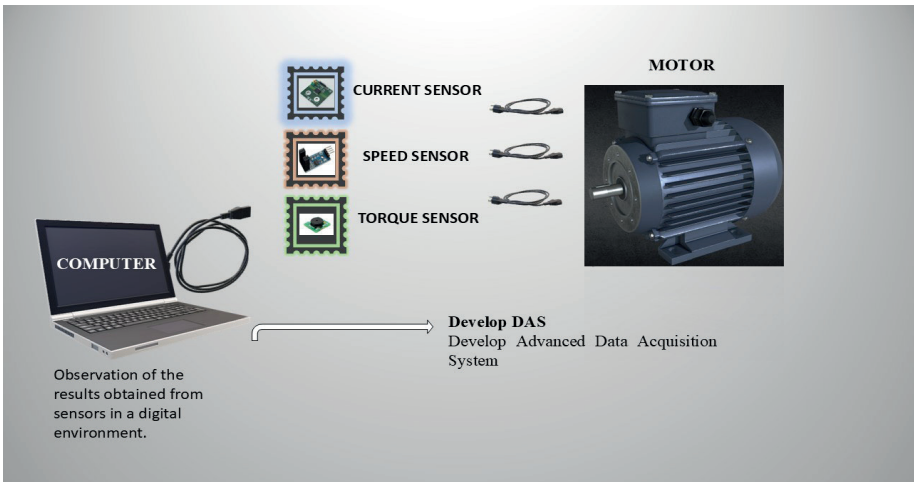 MOTOR
CURRENT SENSOR
SPEED SENSOR
TORQUE SENSOR
COMPUTER
Develop DAS
Develop Advanced Data Acquisition
System
Observation of the
results obtained from
sensors in a digital
environment.